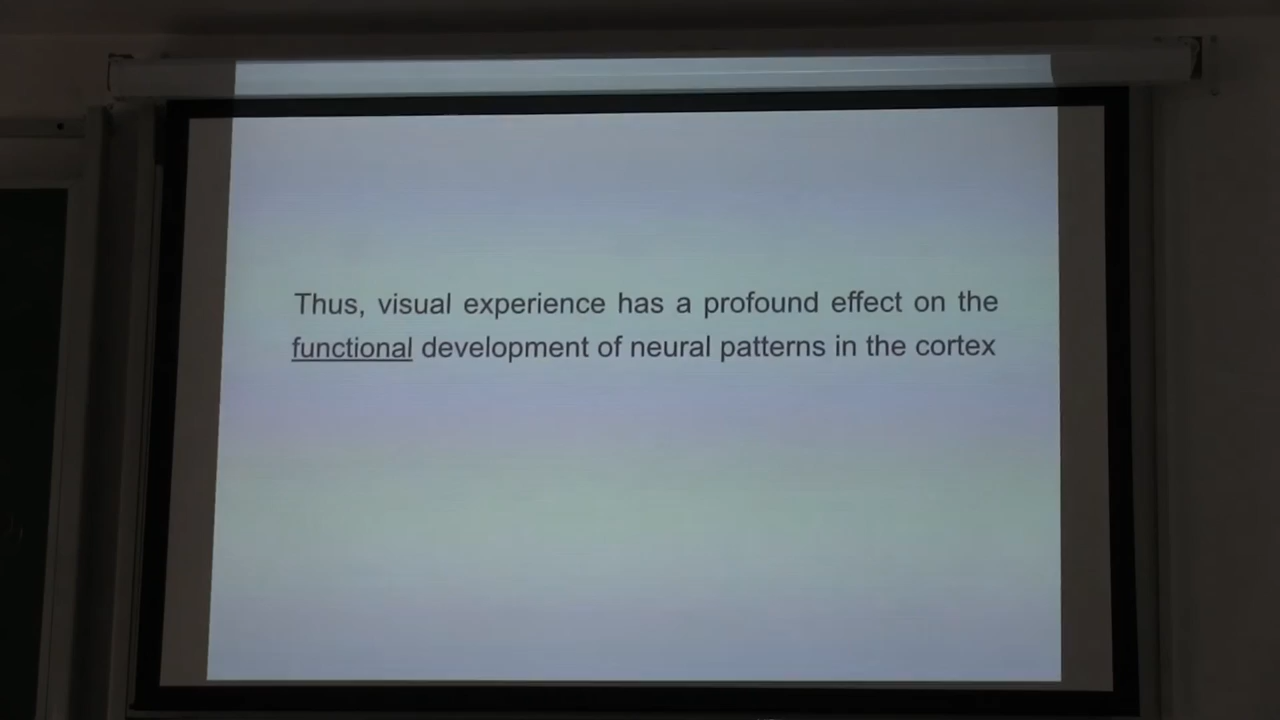 Thus, visual experience has a profound effect on the
functional development of neural patterns in the cortex